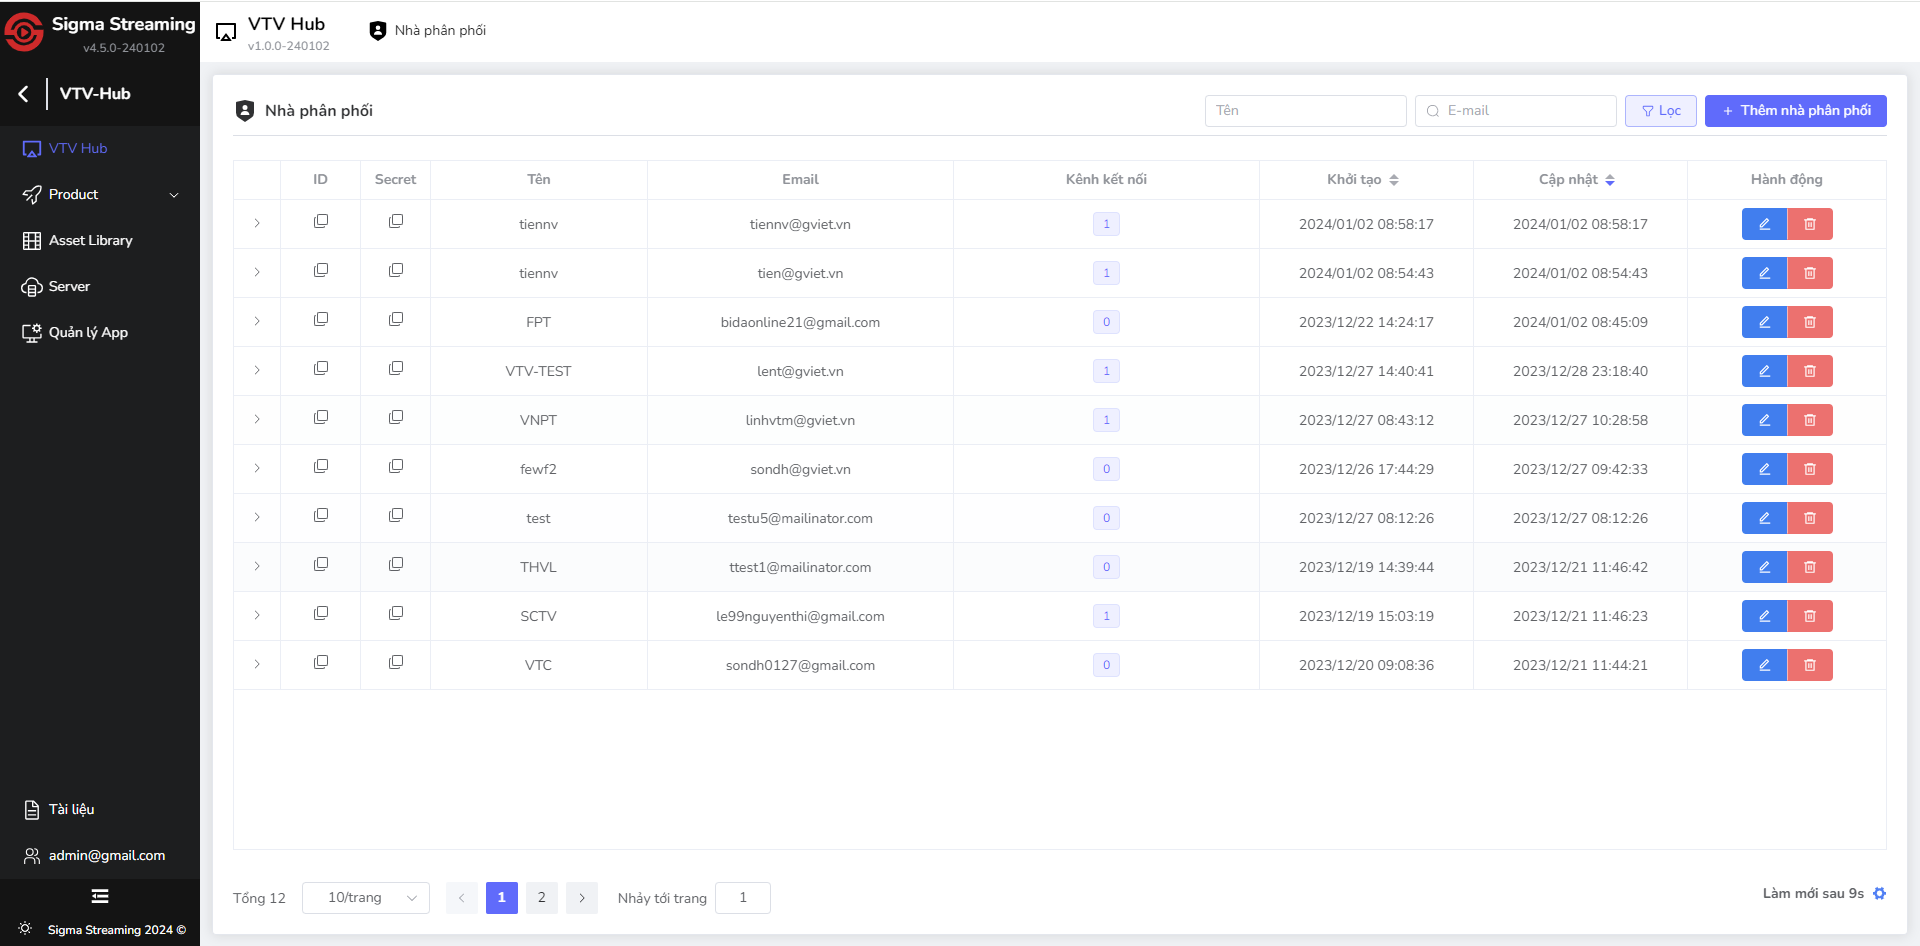 Sigma Streaming
v4.5.0-240102
VTV-Hub
VTV Hub
Product
Asset Library
Server
Quản lý App
Tài liệu
admin@gmail.com
Sigma Streaming 2024 ©
VTV Hub
v1.0.0-240102
Nhà phân phối
Nhà phân phối
Tên
E-mail
Lọc
+ Thêm nhà phân phối
ID Secret Tên Email Kênh kết nối Khởi tạo Cập nhật Hành động
tiennv tiennv@gviet.vn 1 2024/01/02 08:58:17 2024/01/02 08:58:17
tiennv tien@gviet.vn 1 2024/01/02 08:54:43 2024/01/02 08:54:43
FPT bidaonline21@gmail.com 0 2023/12/22 14:24:17 2024/01/02 08:45:09
VTV-TEST lent@gviet.vn 1 2023/12/27 14:40:41 2023/12/28 23:18:40
VNPT linhvtm@gviet.vn 1 2023/12/27 08:43:12 2023/12/27 10:28:58
fewf2 sondh@gviet.vn 0 2023/12/26 17:44:29 2023/12/27 09:42:33
test testu5@mailinator.com 0 2023/12/27 08:12:26 2023/12/27 08:12:26
THVL ttest1@mailinator.com 0 2023/12/19 14:39:44 2023/12/21 11:46:42
SCTV le99nguyenthi@gmail.com 1 2023/12/19 15:03:19 2023/12/21 11:46:23
VTC sondh0127@gmail.com 0 2023/12/20 09:08:36 2023/12/21 11:44:21
Tổng 12 10/trang 1 2 Nhảy tới trang 1
Làm mới sau 9s